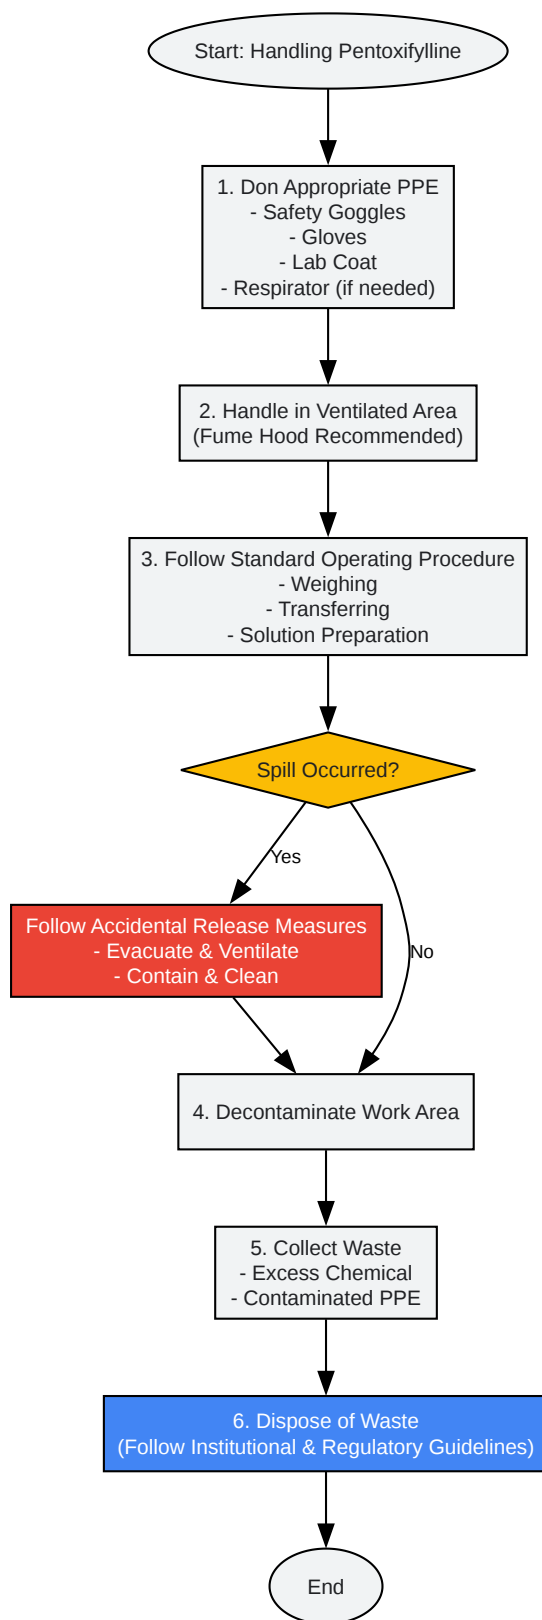 Start: Handling Pentoxifylline
1. Don Appropriate PPE
- Safety Goggles
- Gloves
- Lab Coat
- Respirator (if needed)
2. Handle in Ventilated Area
(Fume Hood Recommended)
3. Follow Standard Operating Procedure
- Weighing
- Transferring
- Solution Preparation
Spill Occurred?
Yes
Follow Accidental Release Measures
- Evacuate & Ventilate
- Contain & Clean
No
4. Decontaminate Work Area
5. Collect Waste
- Excess Chemical
- Contaminated PPE
6. Dispose of Waste
(Follow Institutional & Regulatory Guidelines)
End